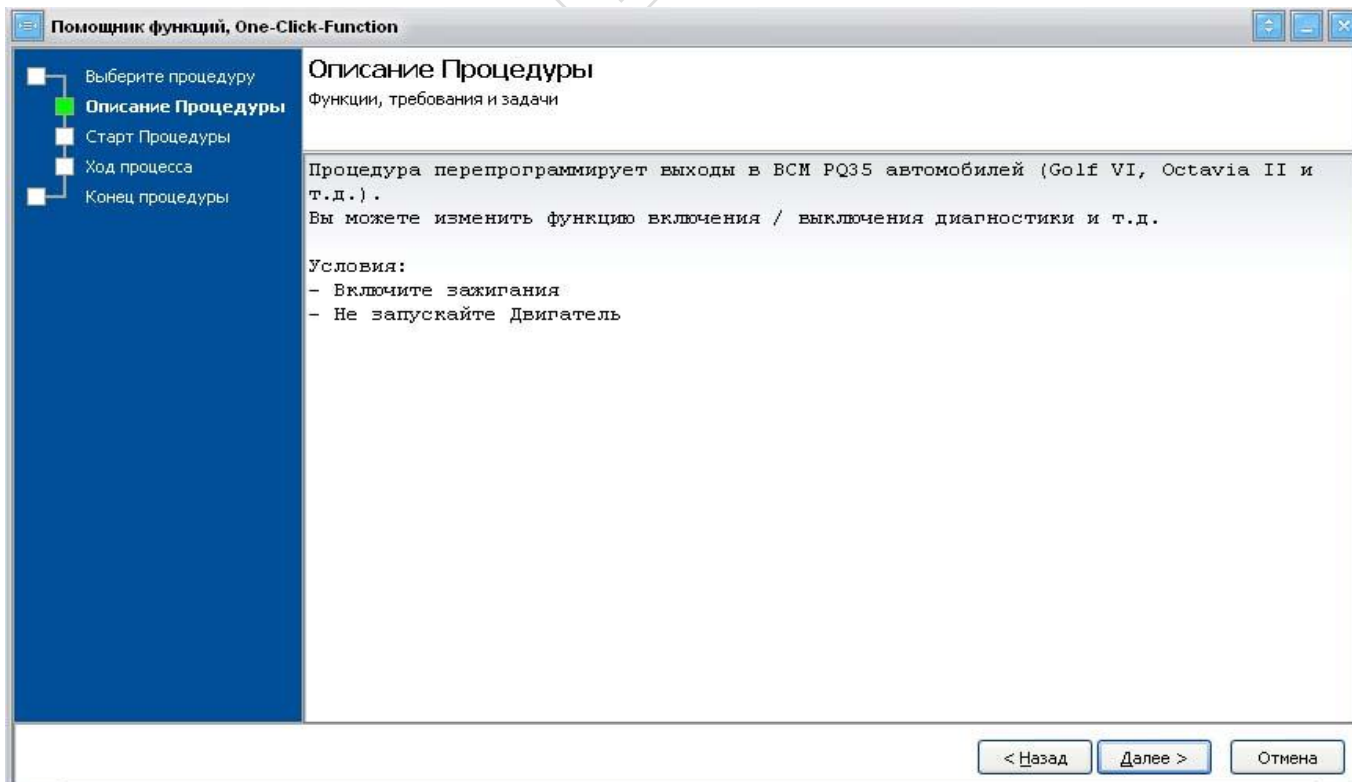 Помощник функций, One-Click-Function
Выберите процедуру
Описание Процедуры
Старт Процедуры
Ход процесса
Конец процедуры
Описание Процедуры
Функции, требования и задачи
Процедура перепрограммирует выходы в BCM PQ35 автомобилей (Golf VI, Octavia II и
т.д.).
Вы можете изменить функцию включения / выключения диагностики и т.д.
Условия:
- Включите зажигания
- Не запускайте Двигатель
< Назад
Далее >
Отмена